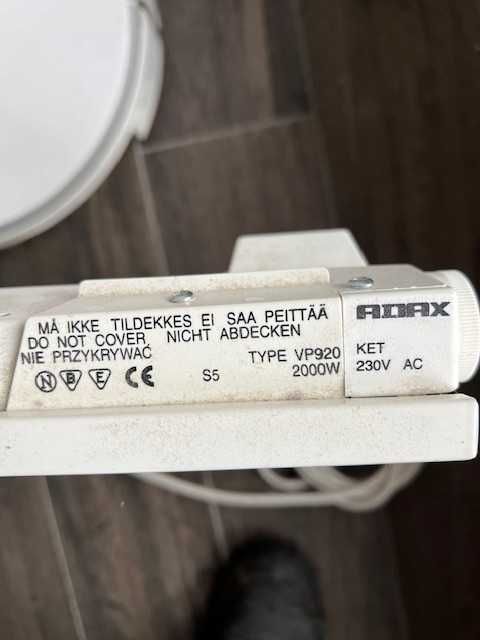 MÅ IKKE TILDEKKES EI SAA PEITTÄÄ
DO NOT COVER NICHT ABDECKEN
NIE PRZYKRYWAĆ
TYPE VP920
N B E CE S5 2000W
ADAX
KET
230V AC